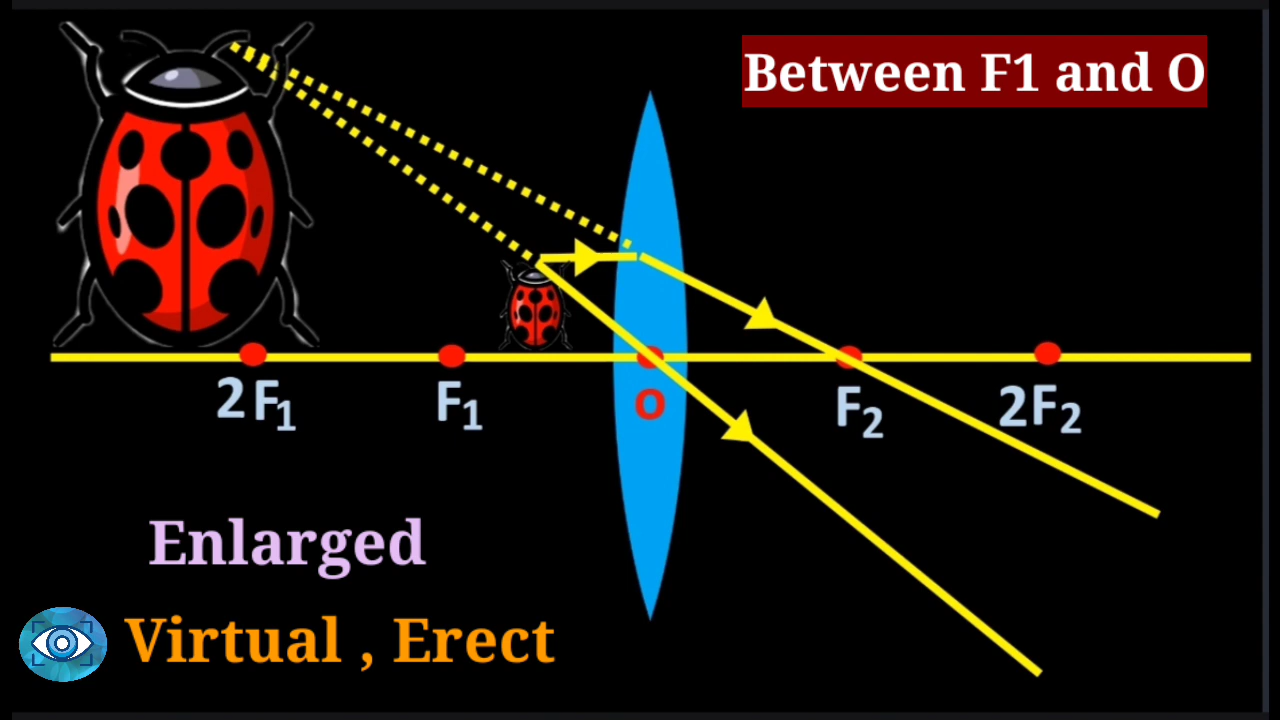 Between F1 and O
2F₁ F₁ O F₂ 2F₂
Enlarged
Virtual , Erect